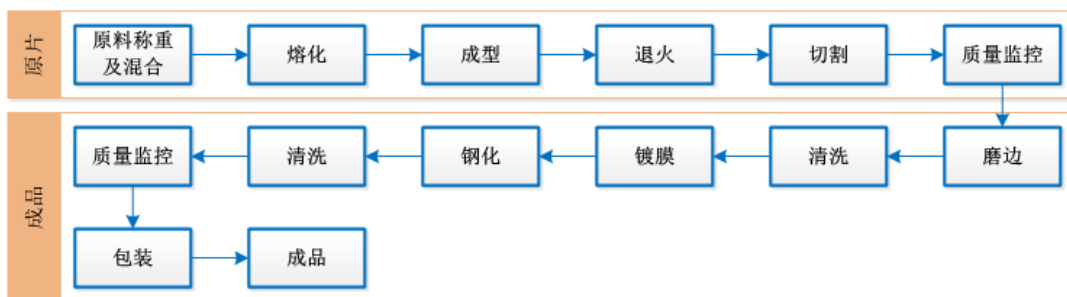 原片
原料称重
及混合
熔化
成型
退火
切割
质量监控
成品
质量监控
清洗
钢化
镀膜
清洗
磨边
包装
成品